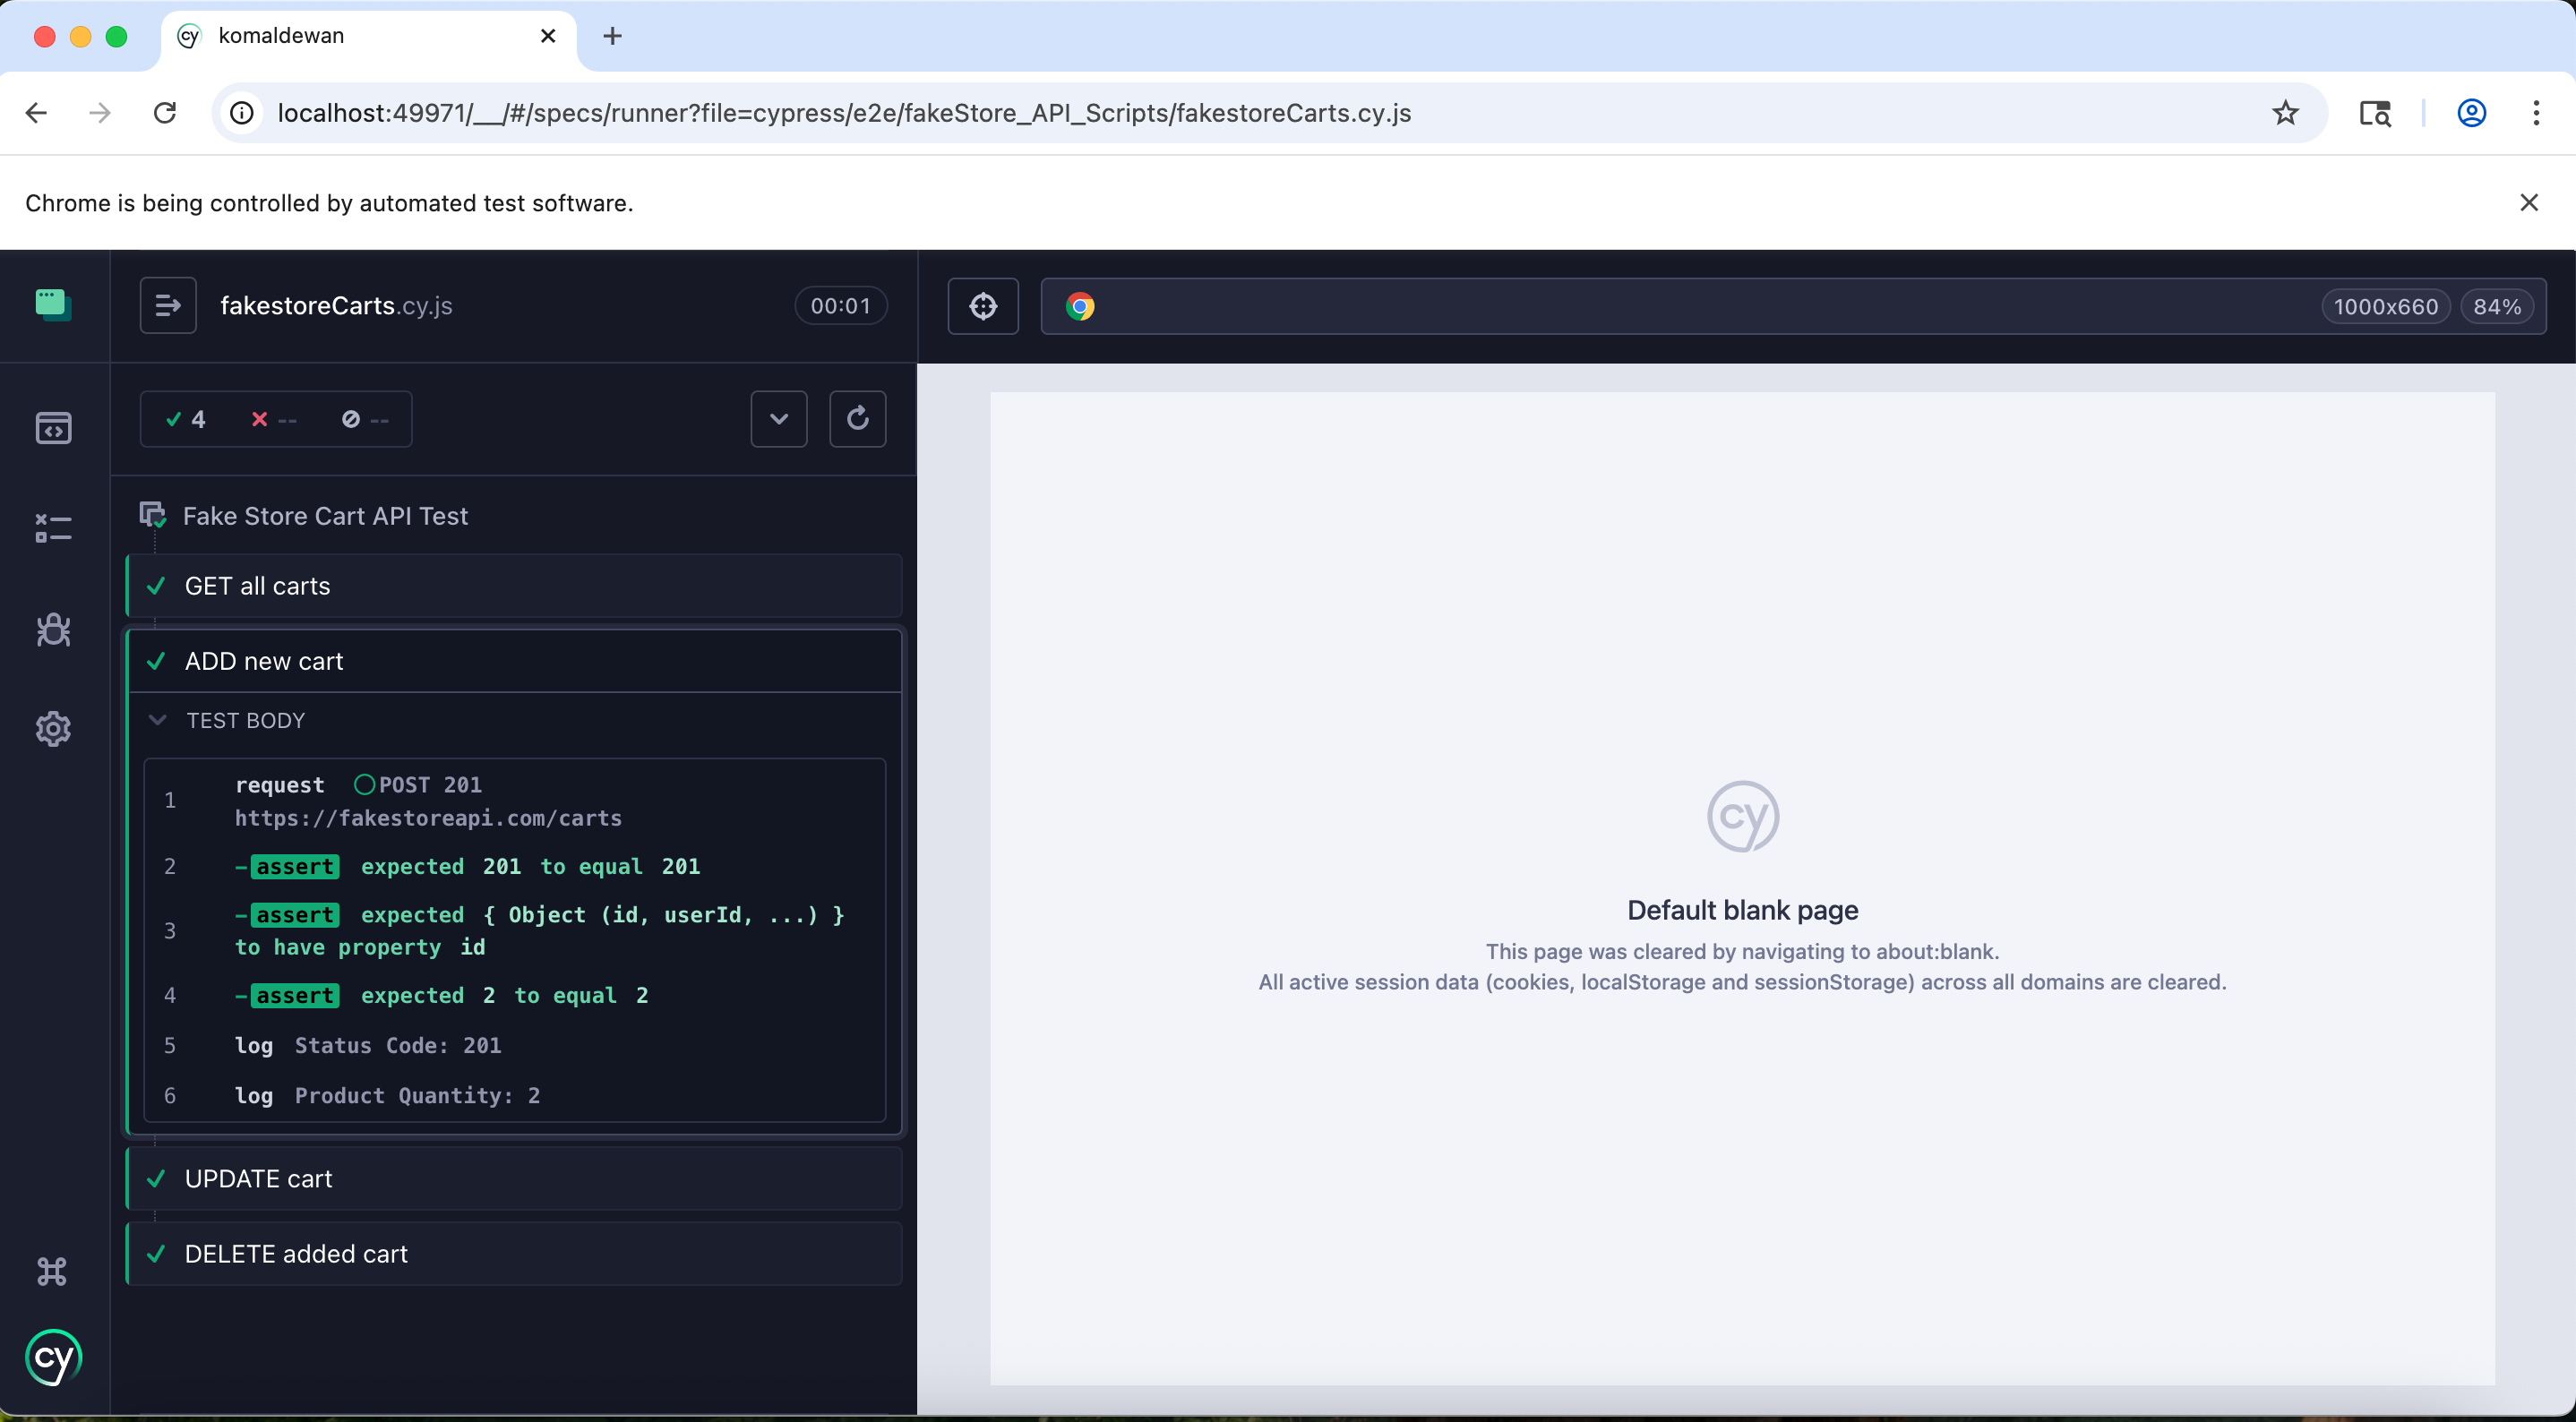 cy komaldewan
localhost:49971/__/#/specs/runner?file=cypress/e2e/fakeStore_API_Scripts/fakestoreCarts.cy.js
Chrome is being controlled by automated test software.
fakestoreCarts.cy.js
00:01
1000x660
84%
4 -- --
Fake Store Cart API Test
GET all carts
ADD new cart
TEST BODY
1 request POST 201
https://fakestoreapi.com/carts
2 -assert expected 201 to equal 201
3 -assert expected { Object (id, userId, ...) }
to have property id
4 -assert expected 2 to equal 2
5 log Status Code: 201
6 log Product Quantity: 2
UPDATE cart
DELETE added cart
cy
cy
Default blank page
This page was cleared by navigating to about:blank.
All active session data (cookies, localStorage and sessionStorage) across all domains are cleared.